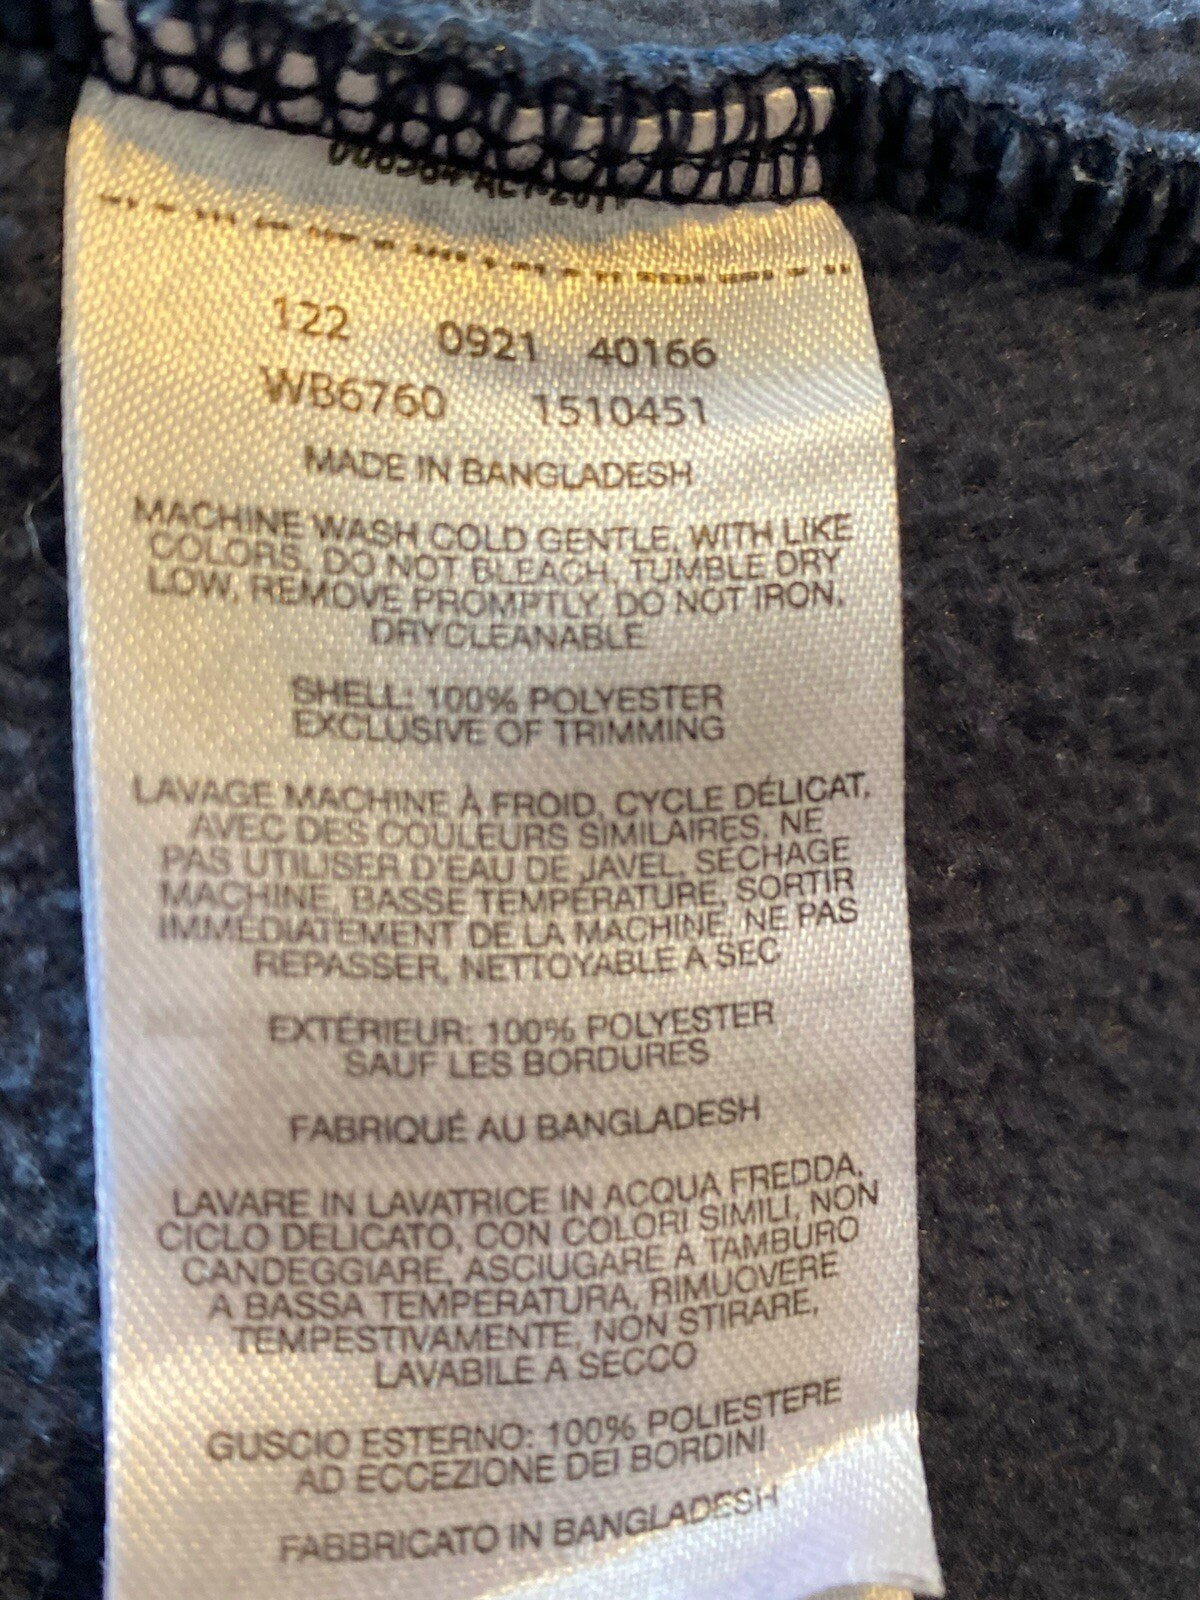 122 0921 40166
WB6760 1510451
MADE IN BANGLADESH
MACHINE WASH COLD GENTLE, WITH LIKE
COLORS, DO NOT BLEACH, TUMBLE DRY
LOW, REMOVE PROMPTLY, DO NOT IRON,
DRYCLEANABLE
SHELL: 100% POLYESTER
EXCLUSIVE OF TRIMMING
LAVAGE MACHINE À FROID, CYCLE DÉLICAT,
AVEC DES COULEURS SIMILAIRES, NE
PAS UTILISER D'EAU DE JAVEL, SÉCHAGE
MACHINE, BASSE TEMPÉRATURE, SORTIR
IMMÉDIATEMENT DE LA MACHINE, NE PAS
REPASSER, NETTOYABLE A SEC
EXTÉRIEUR: 100% POLYESTER
SAUF LES BORDURES
FABRIQUÉ AU BANGLADESH
LAVARE IN LAVATRICE IN ACQUA FREDDA,
CICLO DELICATO, CON COLORI SIMILI, NON
CANDEGGIARE, ASCIUGARE A TAMBURO
A BASSA TEMPERATURA, RIMUOVERE
TEMPESTIVAMENTE, NON STIRARE,
LAVABILE A SECCO
GUSCIO ESTERNO: 100% POLIESTERE
AD ECCEZIONE DEI BORDINI
FABBRICATO IN BANGLADESH